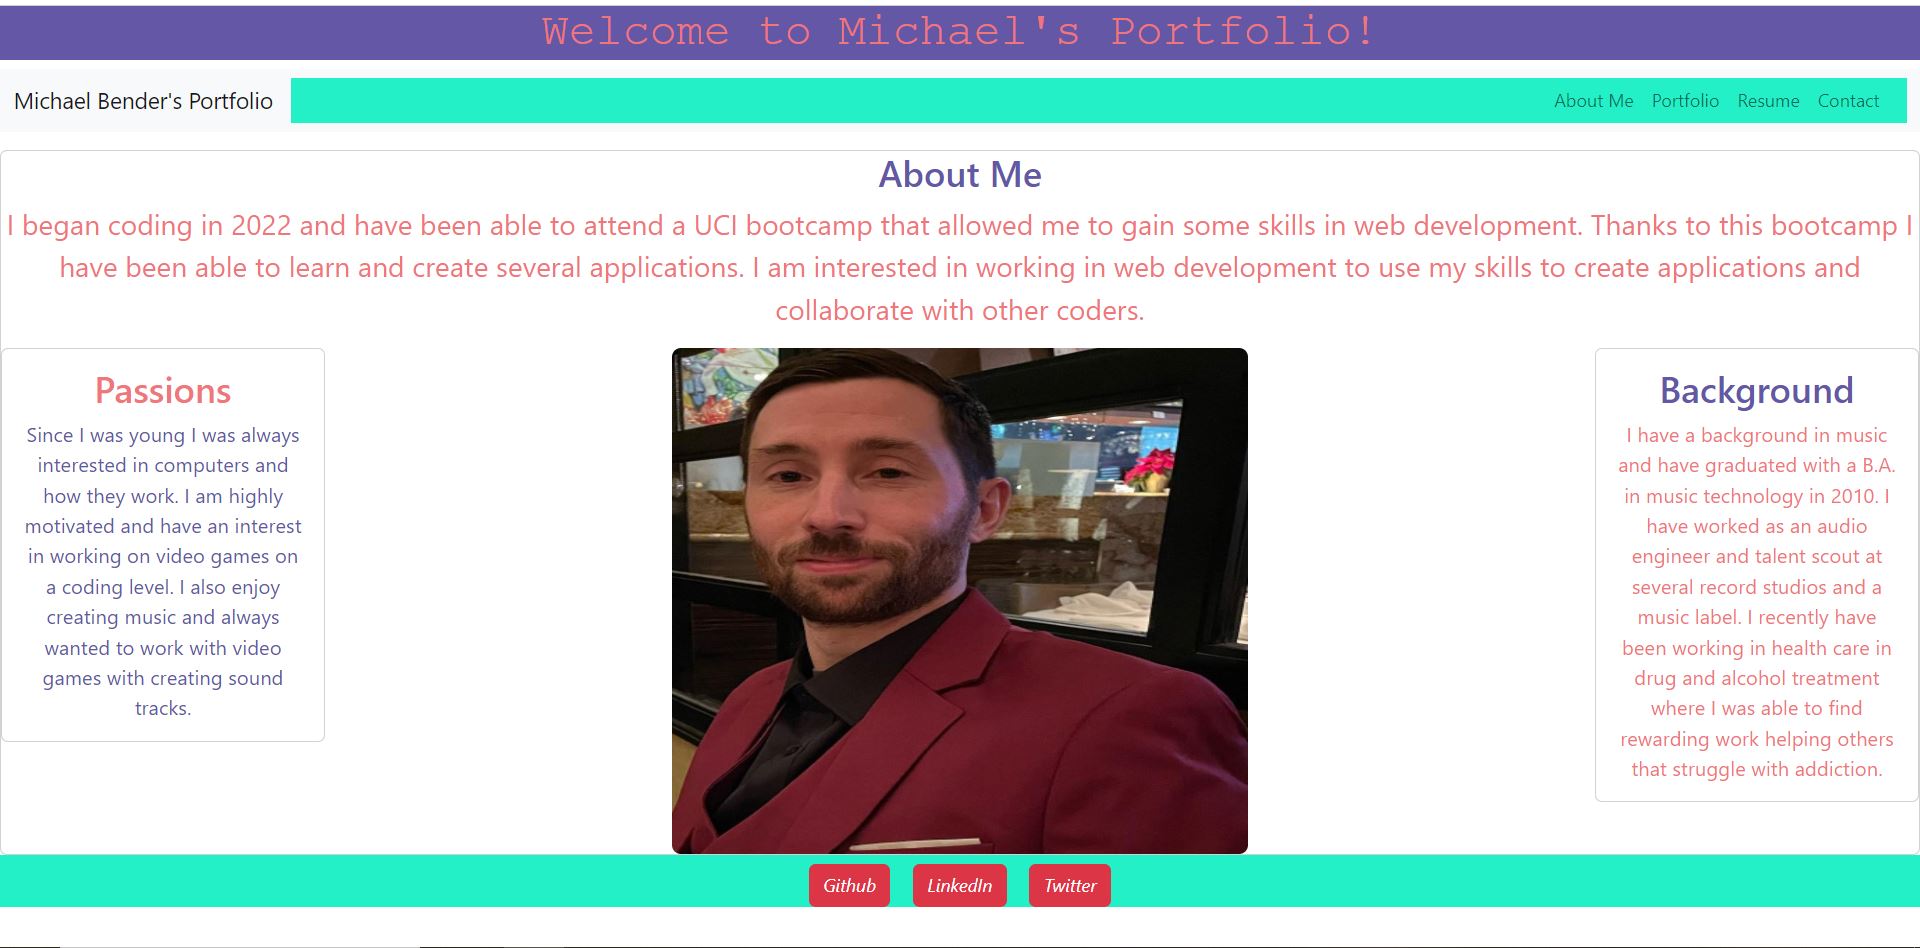 Welcome to Michael's Portfolio!
Michael Bender's Portfolio
About Me Portfolio Resume Contact
About Me
I began coding in 2022 and have been able to attend a UCI bootcamp that allowed me to gain some skills in web development. Thanks to this bootcamp I
have been able to learn and create several applications. I am interested in working in web development to use my skills to create applications and
collaborate with other coders.
Passions
Since I was young I was always
interested in computers and
how they work. I am highly
motivated and have an interest
in working on video games on
a coding level. I also enjoy
creating music and always
wanted to work with video
games with creating sound
tracks.
Background
I have a background in music
and have graduated with a B.A.
in music technology in 2010. I
have worked as an audio
engineer and talent scout at
several record studios and a
music label. I recently have
been working in health care in
drug and alcohol treatment
where I was able to find
rewarding work helping others
that struggle with addiction.
Github LinkedIn Twitter